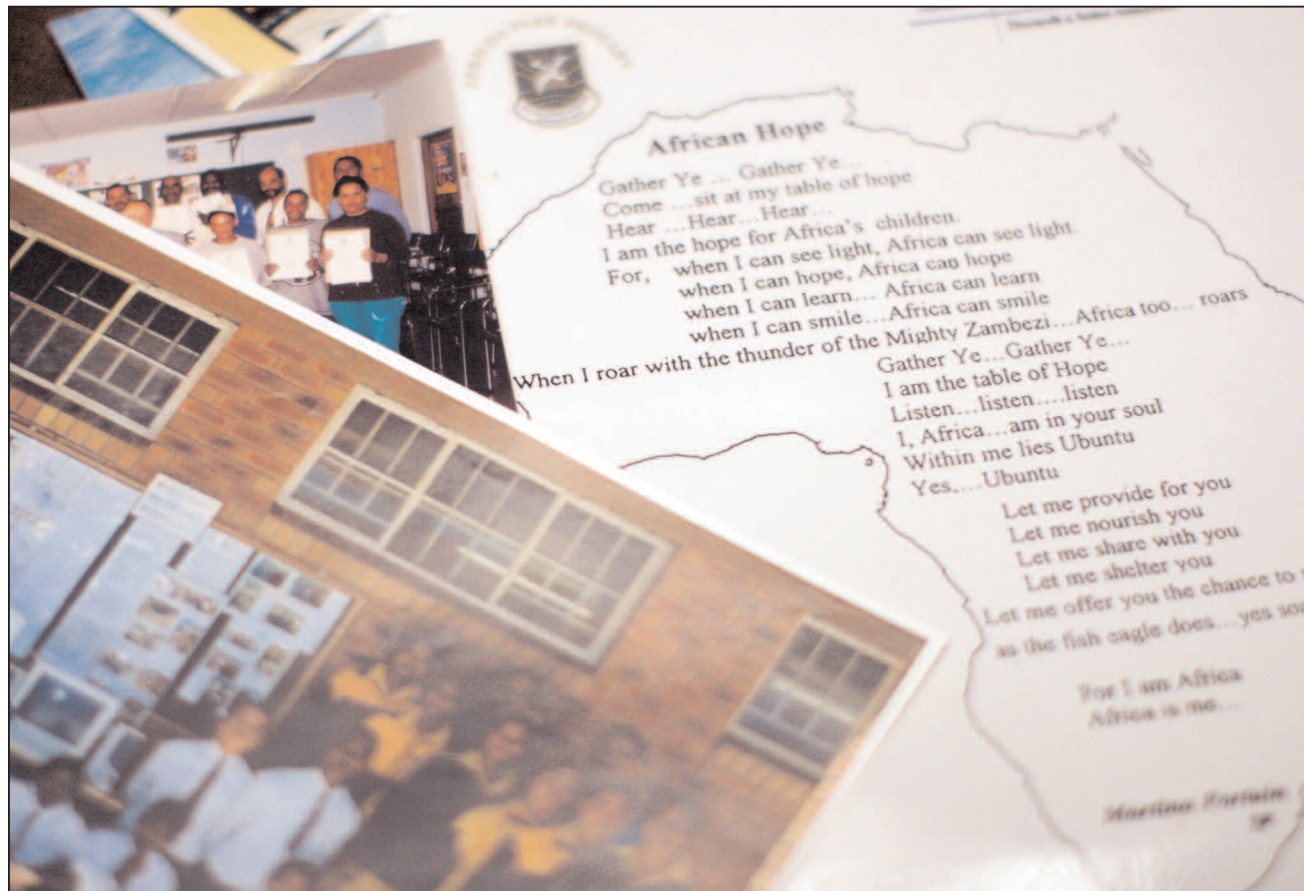 African Hope
Gather Ye ... Gather Ye...
Come ...sit at my table of hope
Hear ...Hear...Hear...
I am the hope for Africa's children.
For, when I can see light, Africa can see light.
when I can hope, Africa can hope
when I can learn... Africa can learn
when I can smile...Africa can smile
When I roar with the thunder of the Mighty Zambezi...Africa too... roars
Gather Ye...Gather Ye...
I am the table of Hope
Listen...listen....listen
I, Africa...am in your soul
Within me lies Ubuntu
Yes,...Ubuntu
Let me provide for you
Let me nourish you
Let me share with you
Let me shelter you
Let me offer you the chance to
as the fish eagle does...yes
For I am Africa
Africa is me...